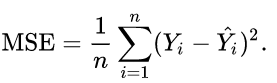 MSE = \frac{1}{n} \sum_{i=1}^{n} (Y_i - \hat{Y}_i)^2.